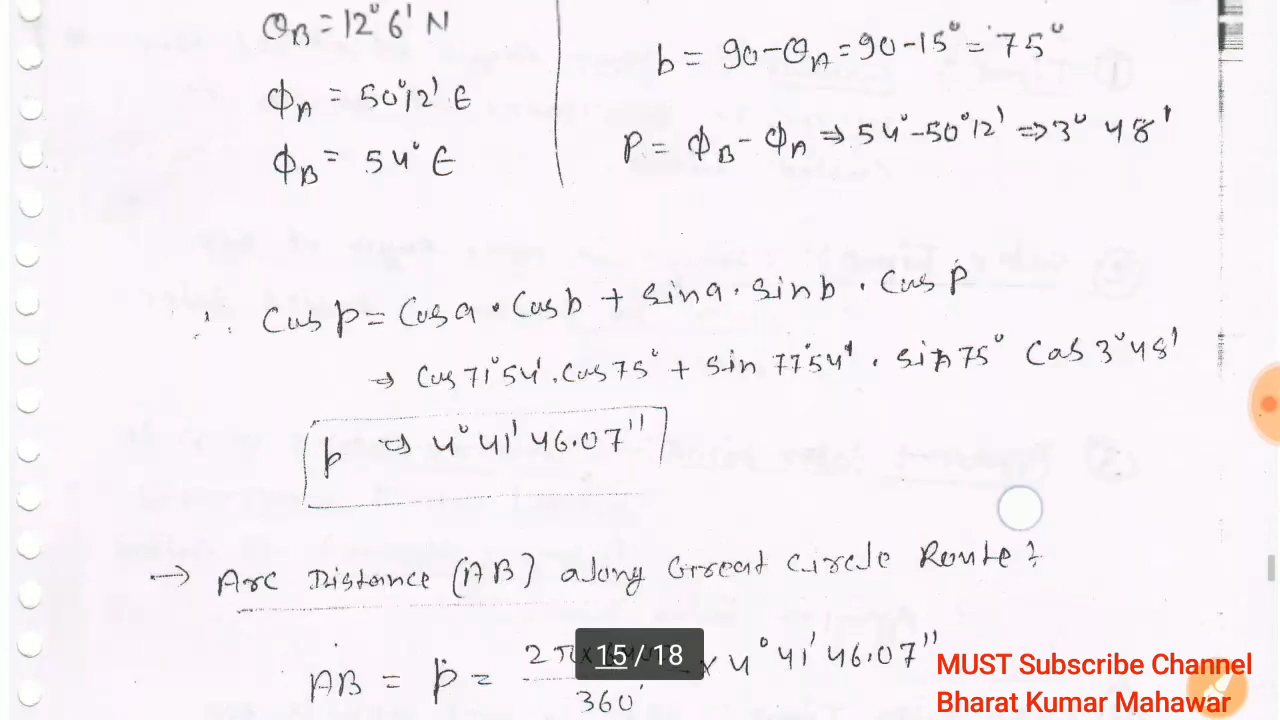 θB = 12° 6' N
ϕA = 50°12' E
ϕB = 54° E
b = 90-θA = 90-15° = 75°
P = ϕB - ϕA ⇒ 54° - 50°12' ⇒ 3° 48'
∴ Cos p = Cos a . Cos b + sin a . sin b . Cos P
⇒ Cos 71°54' . Cos 75° + sin 77°54' . sin 75° Cos 3°48'
p ⇒ 4° 41' 46.07"
→ Arc Distance (AB) along Great Circle Route :
AB = p = 2π× × 4° 41' 46.07"
360°
15 / 18
MUST Subscribe Channel
Bharat Kumar Mahawar